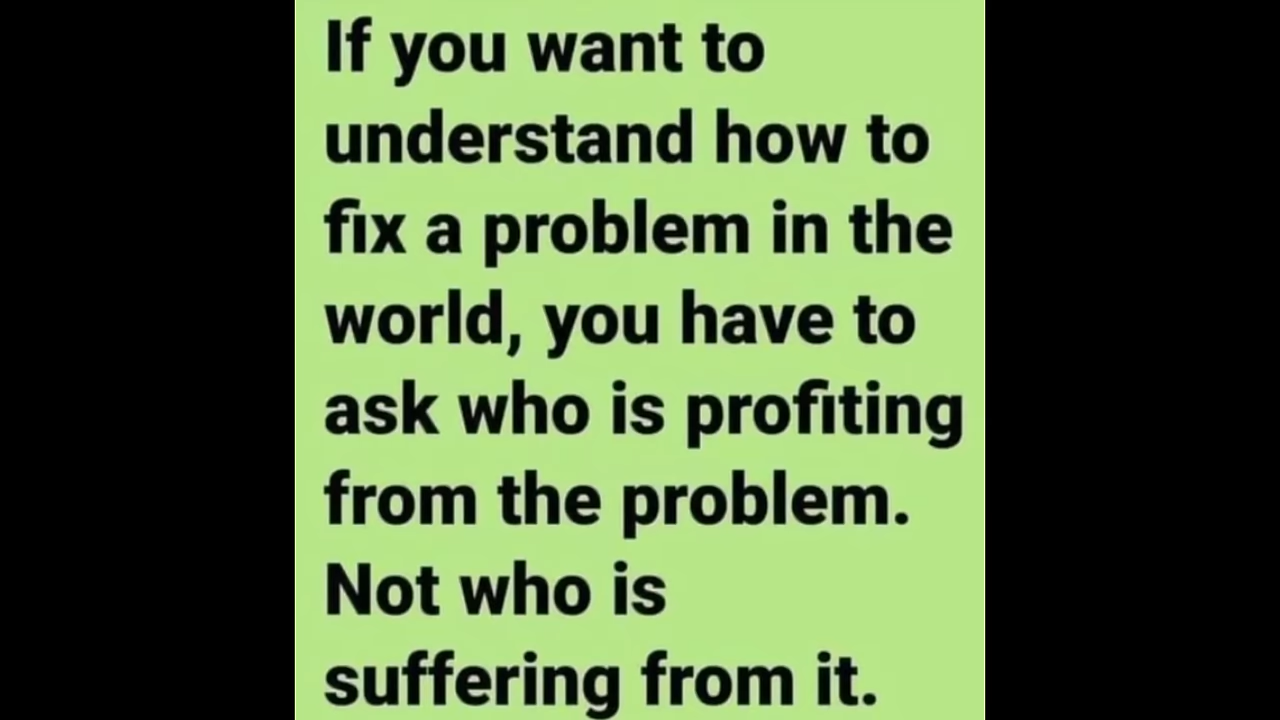 If you want to
understand how to
fix a problem in the
world, you have to
ask who is profiting
from the problem.
Not who is
suffering from it.